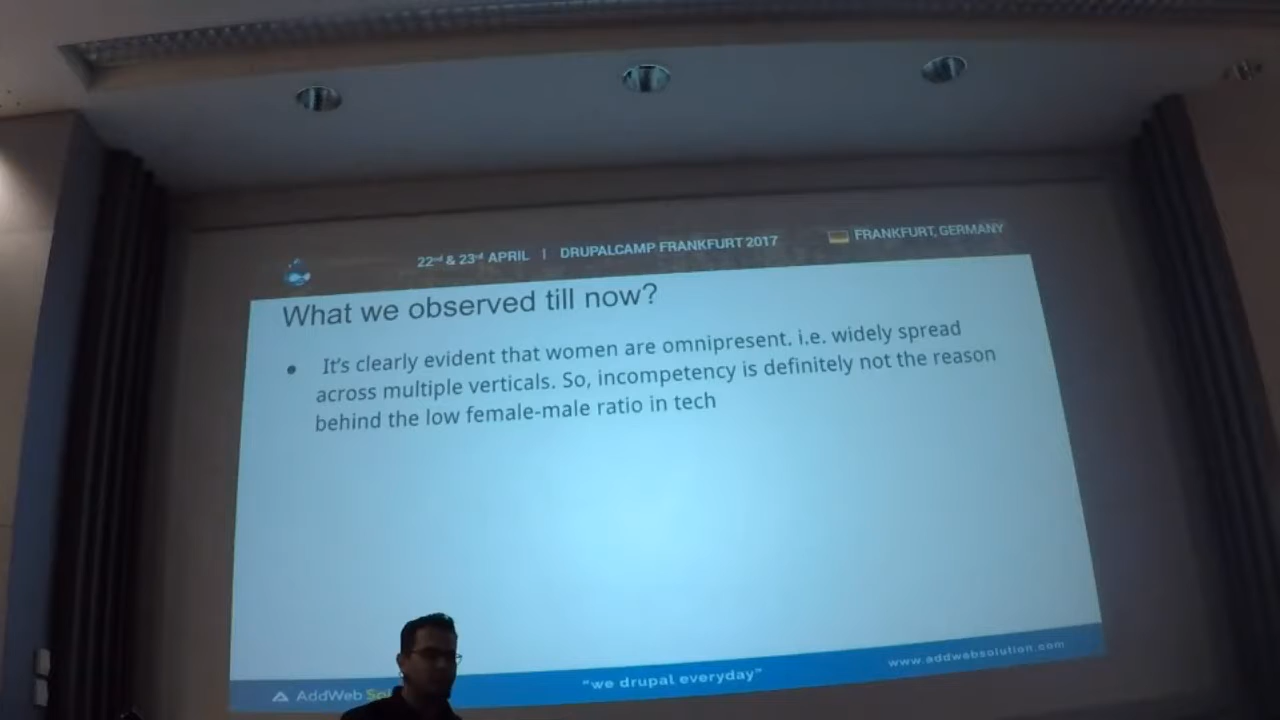 22nd & 23rd APRIL | DRUPALCAMP FRANKFURT 2017 FRANKFURT, GERMANY
What we observed till now?
• It's clearly evident that women are omnipresent. i.e. widely spread
across multiple verticals. So, incompetency is definitely not the reason
behind the low female-male ratio in tech
AddWeb "we drupal everyday" www.addwebsolution.com